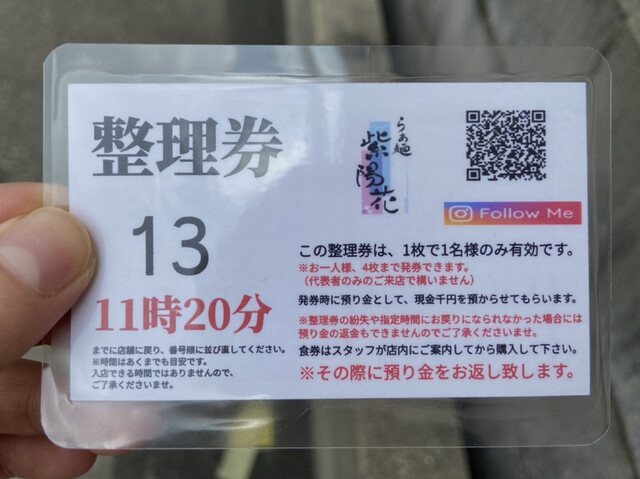 整理券
らぁ麺
紫陽花
Follow Me
13
11時20分
までに店舗に戻り、番号順に並び直してください。
※時間はあくまでも目安です。
入店できる時間ではありませんので、
ご了承くださいませ。
この整理券は、1枚で1名様のみ有効です。
※お一人様、4枚まで発券できます。
（代表者のみのご来店で構いません）
発券時に預り金として、現金千円を預からせてもらいます。
※整理券の紛失や指定時間にお戻りになられなかった場合には
預り金の返金もできませんのでご了承くださいませ。
食券はスタッフが店内にご案内してから購入して下さい。
※その際に預り金をお返し致します。